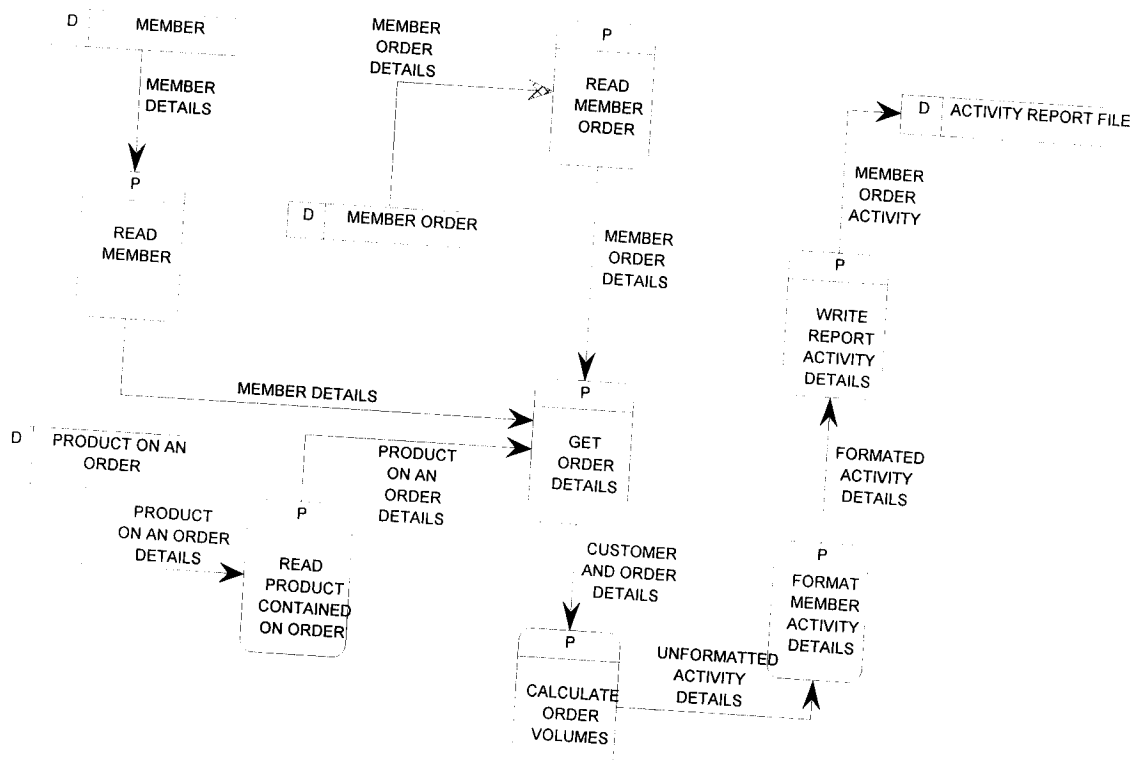 D MEMBER
MEMBER
DETAILS
P
READ
MEMBER
MEMBER
ORDER
DETAILS
P
READ
MEMBER
ORDER
D MEMBER ORDER
MEMBER
ORDER
DETAILS
D ACTIVITY REPORT FILE
MEMBER
ORDER
ACTIVITY
P
WRITE
REPORT
ACTIVITY
DETAILS
MEMBER DETAILS
P
GET
ORDER
DETAILS
D PRODUCT ON AN
ORDER
PRODUCT
ON AN
ORDER
DETAILS
PRODUCT
ON AN ORDER
DETAILS
P
READ
PRODUCT
CONTAINED
ON ORDER
FORMATED
ACTIVITY
DETAILS
CUSTOMER
AND ORDER
DETAILS
P
FORMAT
MEMBER
ACTIVITY
DETAILS
P
CALCULATE
ORDER
VOLUMES
UNFORMATTED
ACTIVITY
DETAILS